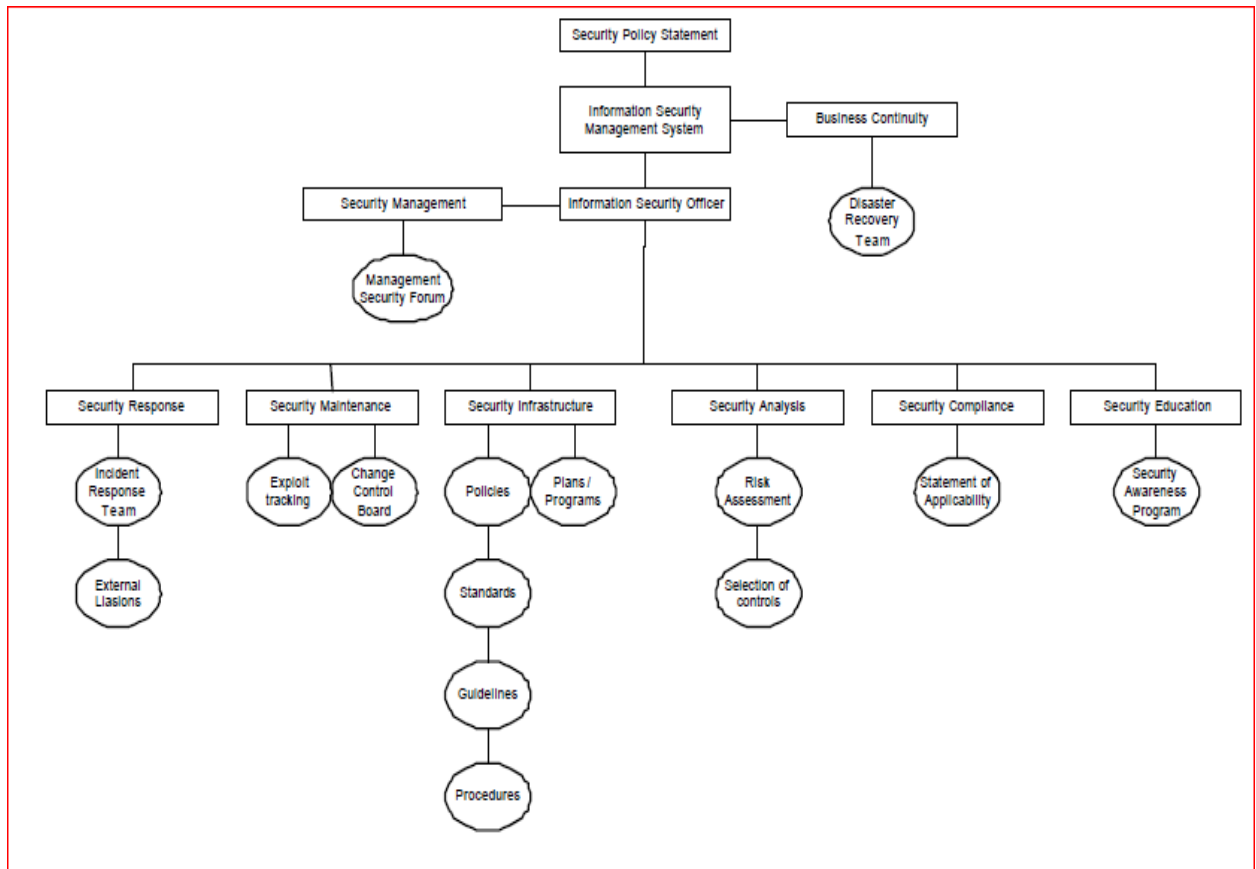 Security Policy Statement
Information Security
Management System
Business Continuity
Security Management
Information Security Officer
Disaster
Recovery
Team
Management
Security Forum
Security Response
Security Maintenance
Security Infrastructure
Security Analysis
Security Compliance
Security Education
Incident
Response
Team
Exploit
tracking
Change
Control
Board
Policies
Plans /
Programs
Risk
Assessment
Statement of
Applicability
Security
Awareness
Program
External
Liasions
Standards
Selection of
controls
Guidelines
Procedures